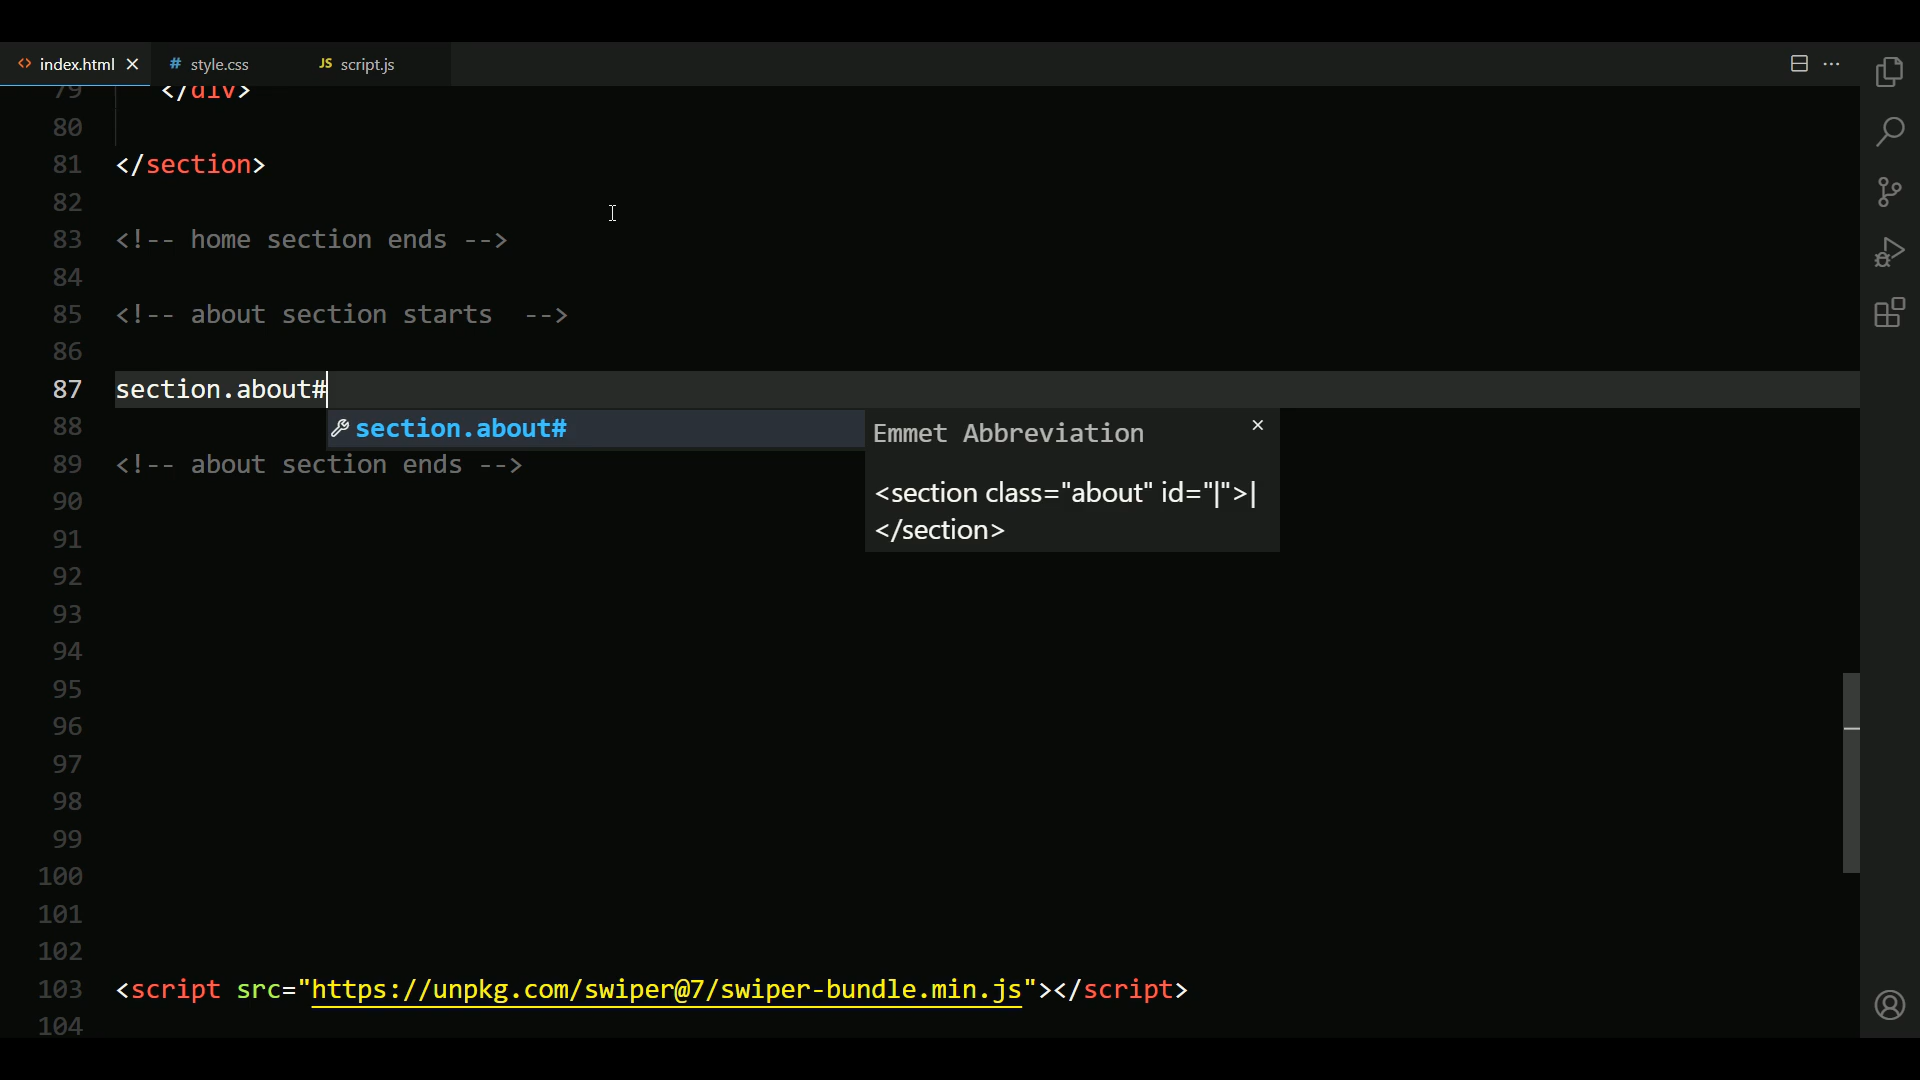 index.html
style.css
JS script.js
79 </div>
80
81 </section>
82
83 <!-- home section ends -->
84
85 <!-- about section starts  -->
86
87 section.about#
section.about#
Emmet Abbreviation
<section class="about" id="|">|
</section>
88
89 <!-- about section ends -->
90
91
92
93
94
95
96
97
98
99
100
101
102
103 <script src="https://unpkg.com/swiper@7/swiper-bundle.min.js"></script>
104